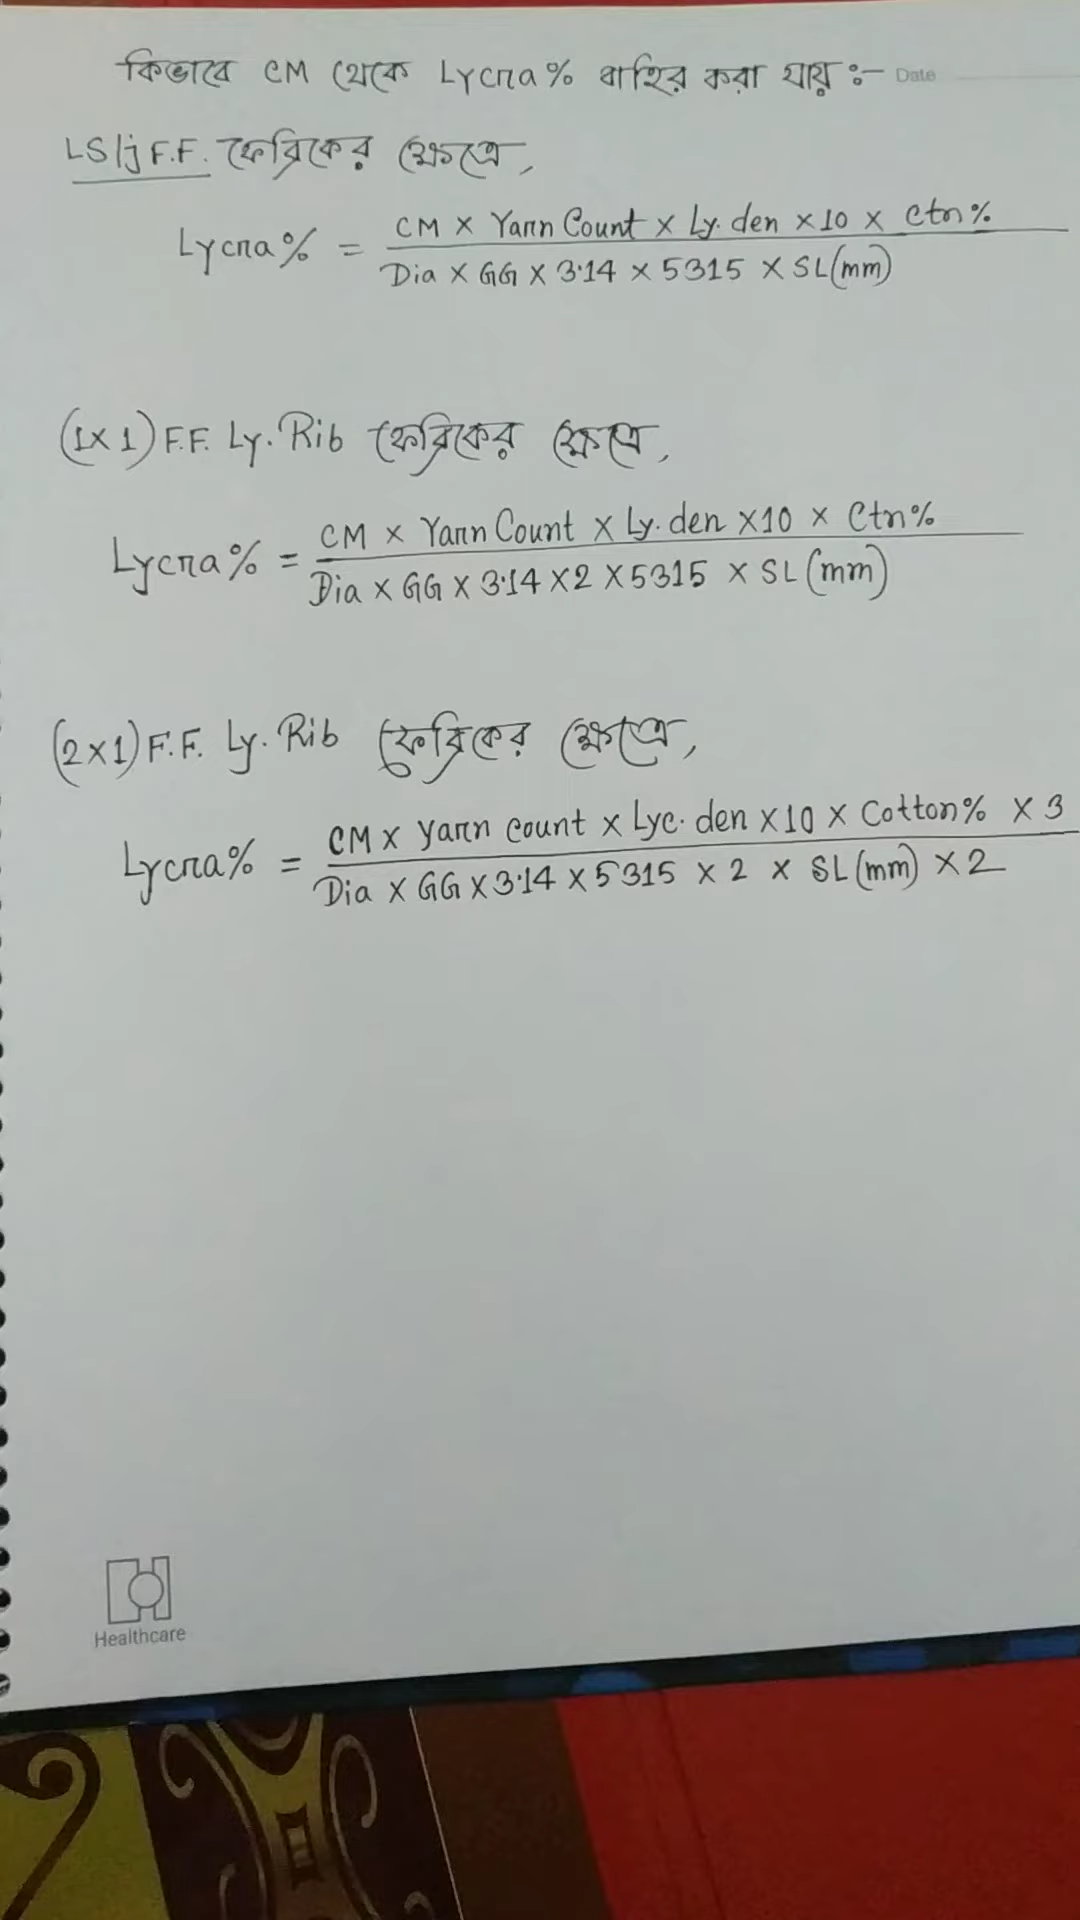 কিভাবে CM থেকে Lycra% বাহির করা যায় ঃ- Date
LS/j F.F. ফেব্রিকের ক্ষেত্রে,
CM × Yarn Count × Ly. den ×10 × Ctn%
Lycra% =
Dia × GG × 3.14 × 5315 × SL(mm)
(1×1) F.F. Ly. Rib ফেব্রিকের ক্ষেত্রে,
CM × Yarn Count × Ly. den ×10 × Ctn%
Lycra% =
Dia × GG × 3.14 ×2 ×5315 × SL (mm)
(2×1) F.F. Ly. Rib ফেব্রিকের ক্ষেত্রে,
CM × yarn count × Lyc. den ×10 × Cotton% × 3
Lycra% =
Dia × GG ×3.14 ×5315 × 2 × SL (mm) ×2
Healthcare